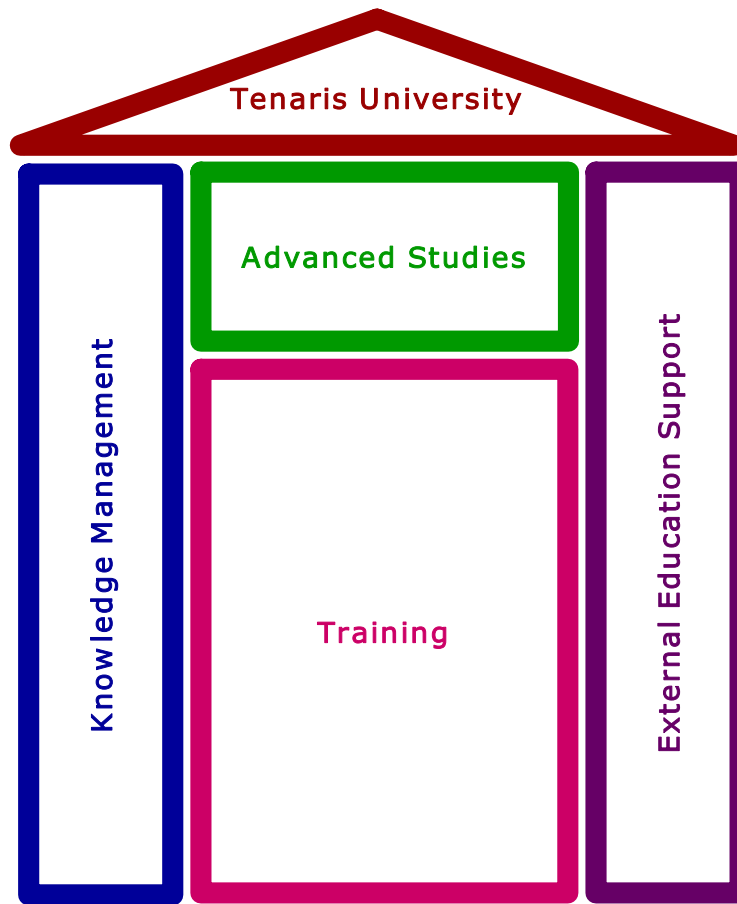 Tenaris University
Advanced Studies
Knowledge Management
External Education Support
Training